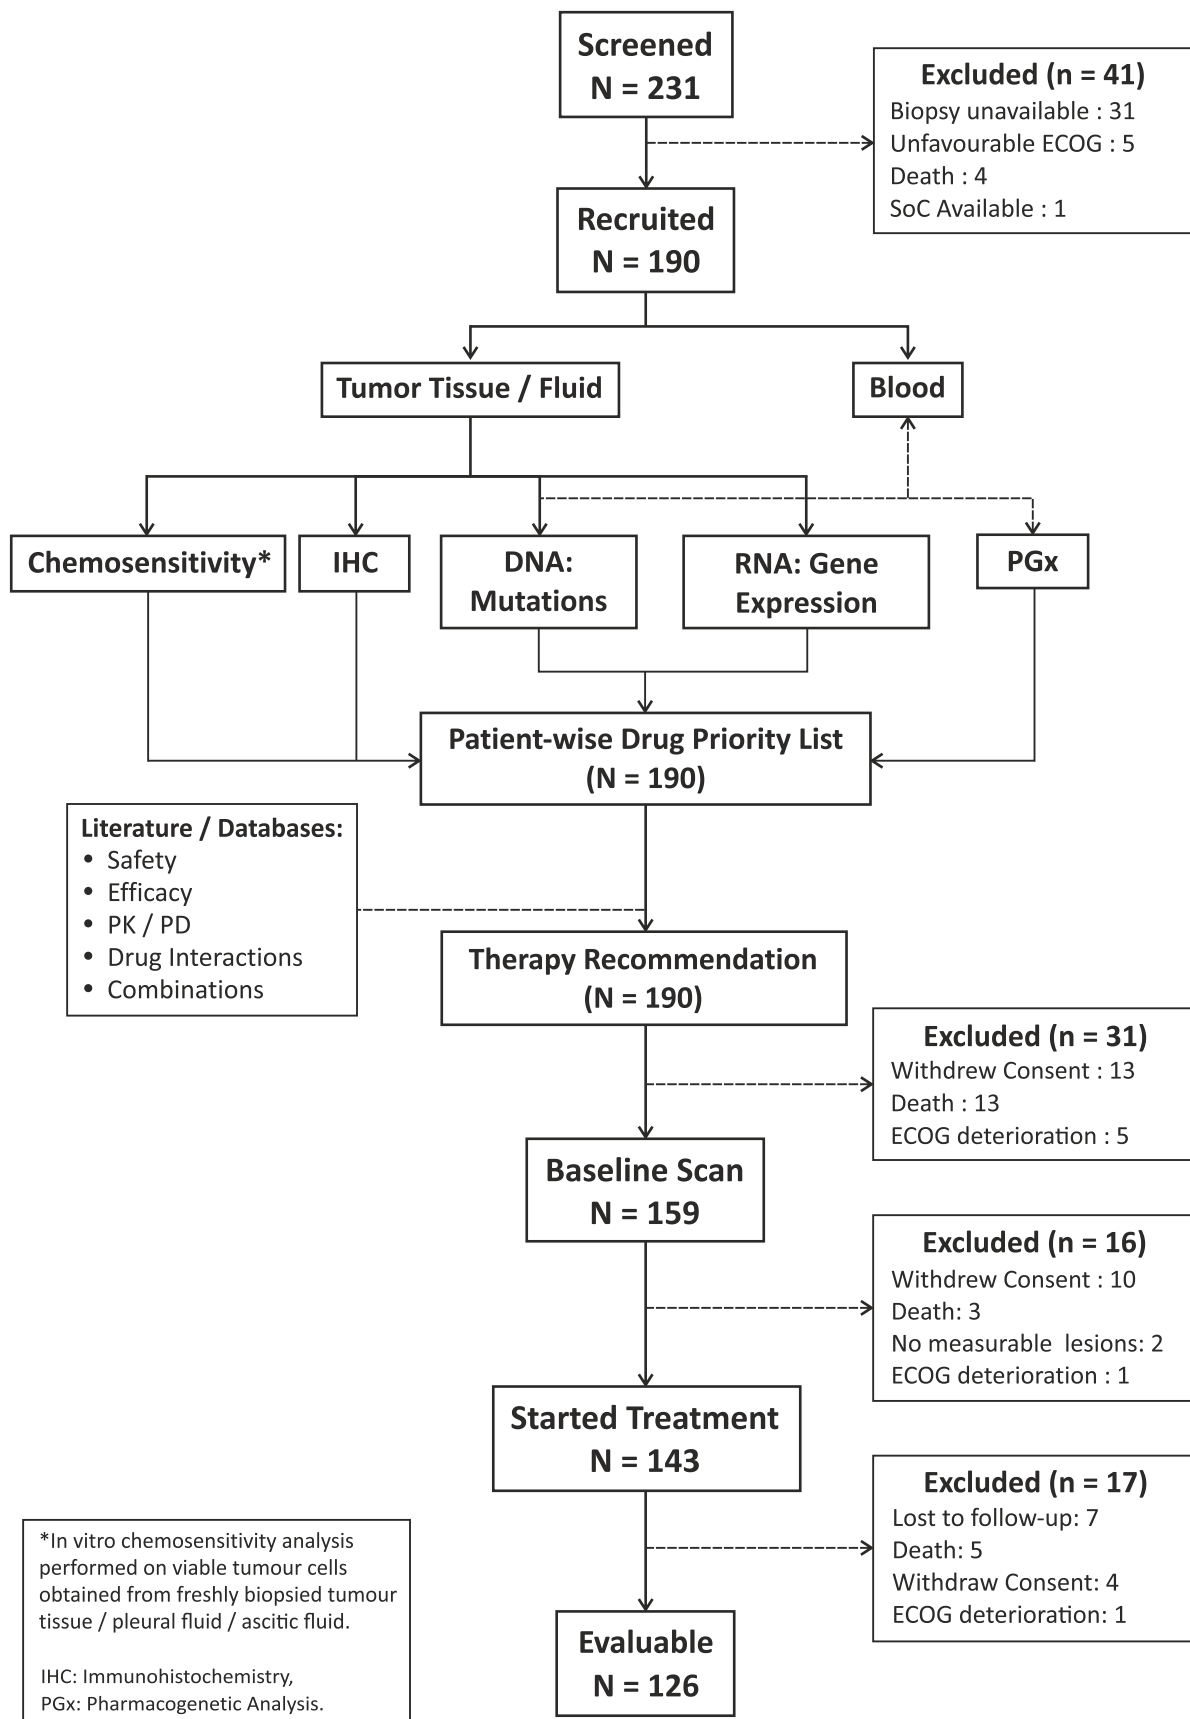 Screened
N = 231
Excluded (n = 41)
Biopsy unavailable : 31
Unfavourable ECOG : 5
Death : 4
SoC Available : 1
Recruited
N = 190
Tumor Tissue / Fluid
Blood
Chemosensitivity*
IHC
DNA:
Mutations
RNA: Gene
Expression
PGx
Patient-wise Drug Priority List
(N = 190)
Literature / Databases:
• Safety
• Efficacy
• PK / PD
• Drug Interactions
• Combinations
Therapy Recommendation
(N = 190)
Excluded (n = 31)
Withdrew Consent : 13
Death : 13
ECOG deterioration : 5
Baseline Scan
N = 159
Excluded (n = 16)
Withdrew Consent : 10
Death: 3
No measurable lesions: 2
ECOG deterioration : 1
Started Treatment
N = 143
Excluded (n = 17)
Lost to follow-up: 7
Death: 5
Withdraw Consent: 4
ECOG deterioration: 1
Evaluable
N = 126
*In vitro chemosensitivity analysis
performed on viable tumour cells
obtained from freshly biopsied tumour
tissue / pleural fluid / ascitic fluid.
IHC: Immunohistochemistry,
PGx: Pharmacogenetic Analysis.